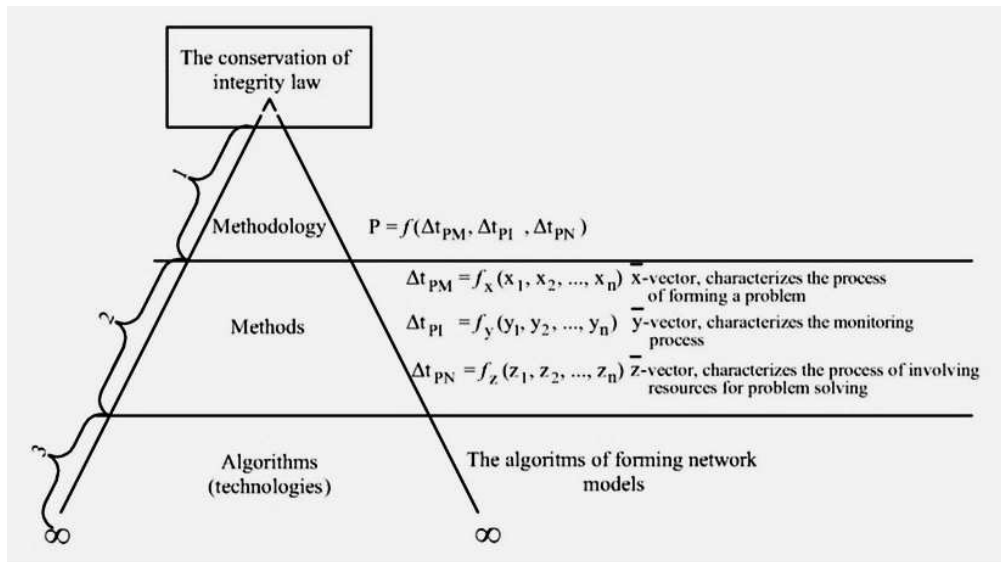 The conservation of
integrity law
1
Methodology P = f(Δt_PM, Δt_PI , Δt_PN )
2
Methods
Δt_PM = f_x (x_1, x_2, ..., x_n) x̅-vector, characterizes the process
of forming a problem
Δt_PI = f_y (y_1, y_2, ..., y_n) y̅-vector, characterizes the monitoring
process
Δt_PN = f_z (z_1, z_2, ..., z_n) z̅-vector, characterizes the process of involving
resources for problem solving
3
Algorithms
(technologies)
The algoritms of forming network
models
∞ ∞